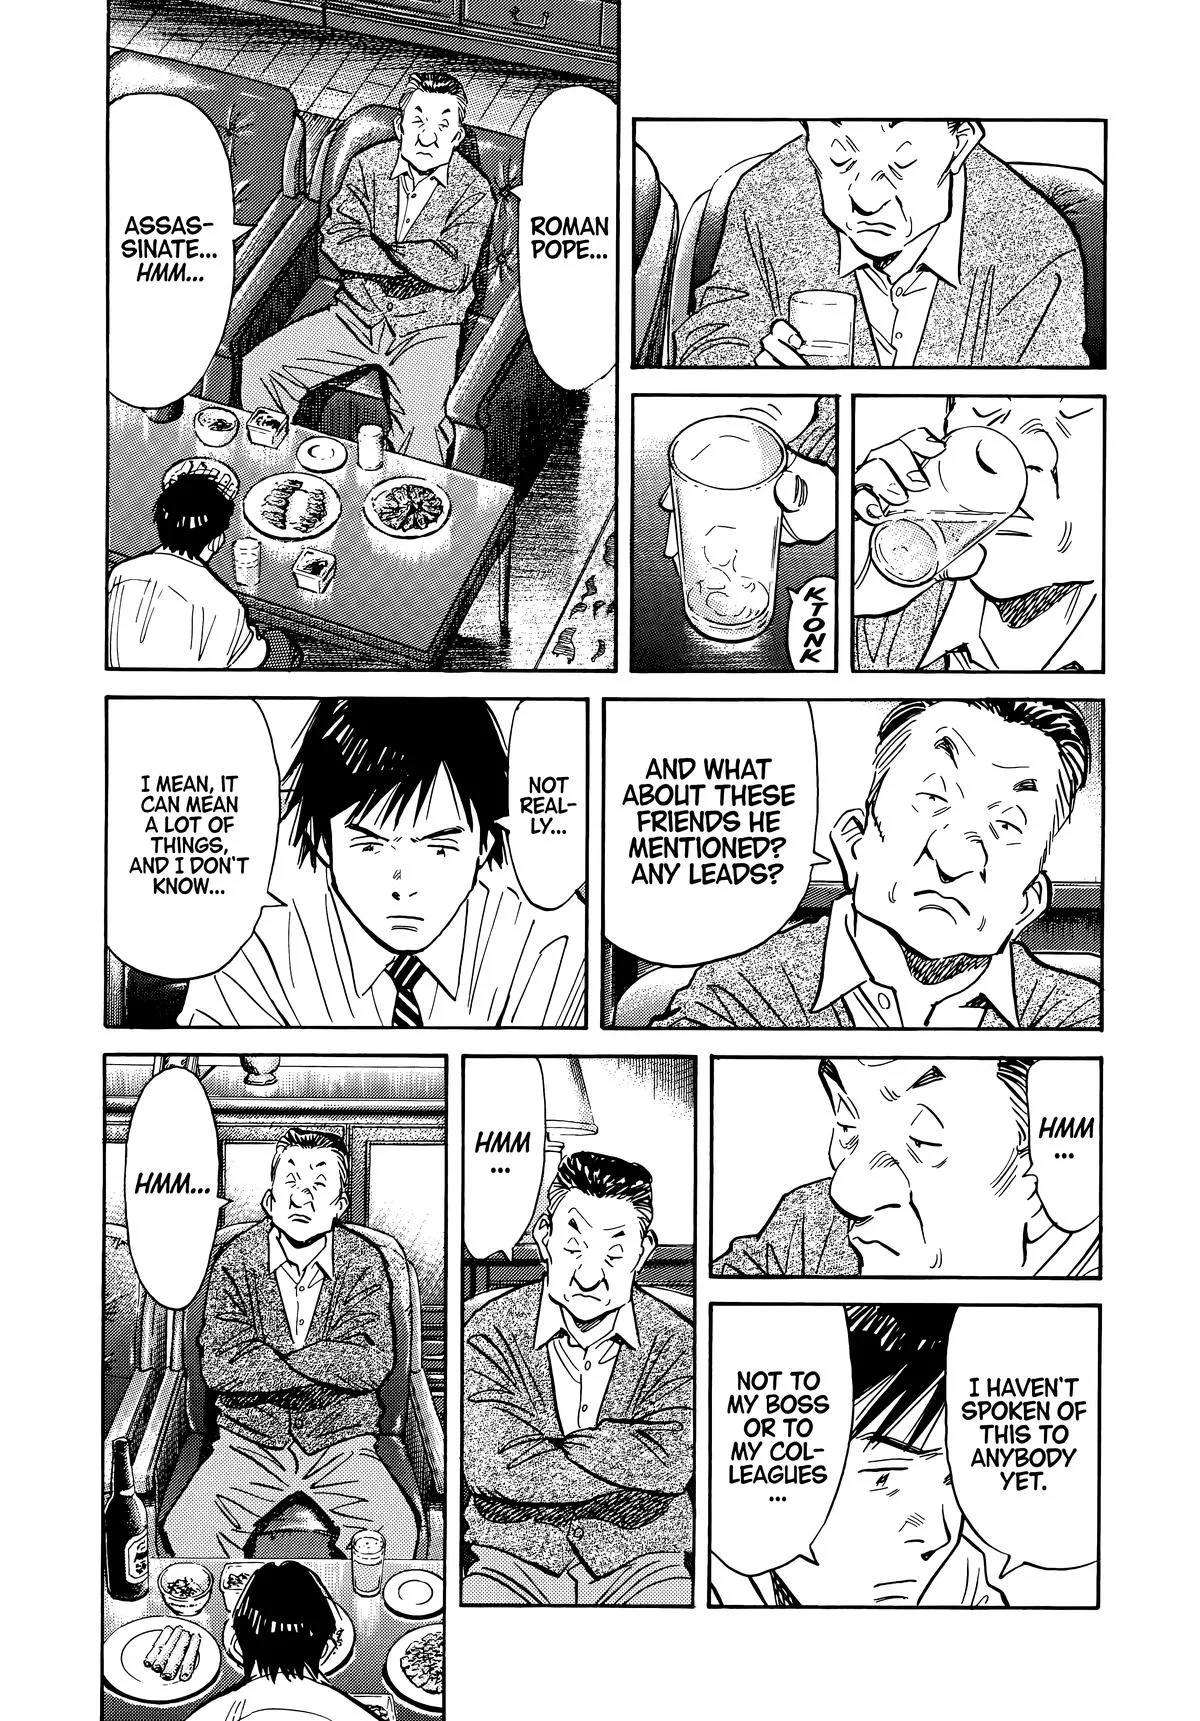 KTONK
ROMAN
POPE...
ASSAS-
SINATE...
HMM...
AND WHAT
ABOUT THESE
FRIENDS HE
MENTIONED?
ANY LEADS?
NOT
REAL-
LY...
I MEAN, IT
CAN MEAN
A LOT OF
THINGS,
AND I DON'T
KNOW...
HMM
...
I HAVEN'T
SPOKEN OF
THIS TO
ANYBODY
YET.
NOT TO
MY BOSS
OR TO
MY COL-
LEAGUES
...
HMM
...
HMM...